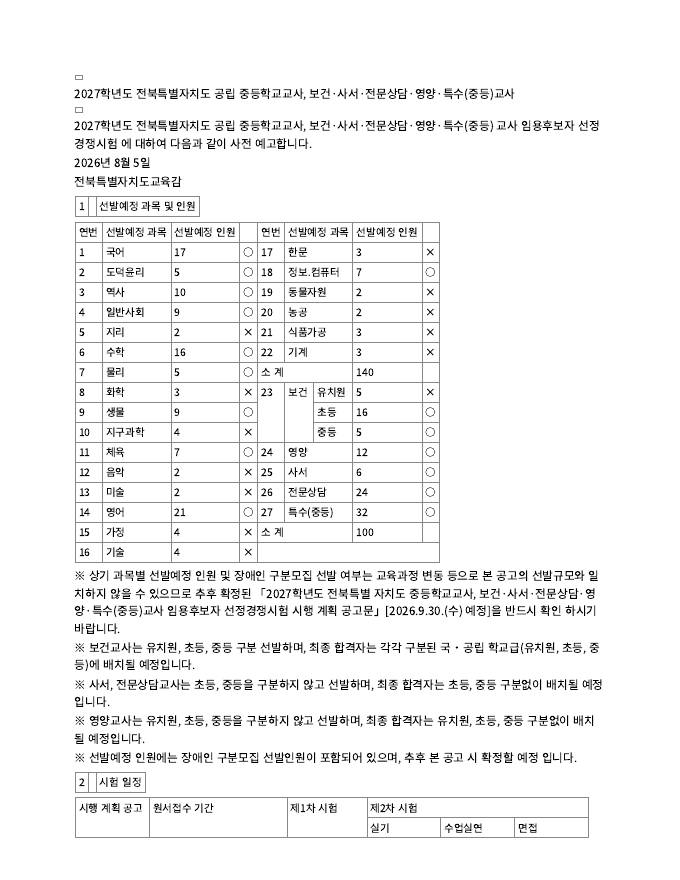 2027학년도 전북특별자치도 공립 중등학교교사, 보건·사서·전문상담·영양·특수(중등)교사
2027학년도 전북특별자치도 공립 중등학교교사, 보건·사서·전문상담·영양·특수(중등) 교사 임용후보자 선정
경쟁시험 에 대하여 다음과 같이 사전 예고합니다.
2026년 8월 5일
전북특별자치도교육감
1 선발예정 과목 및 인원
연번 선발예정 과목 선발예정 인원 연번 선발예정 과목 선발예정 인원
1 국어 17 ○ 17 한문 3 ×
2 도덕윤리 5 ○ 18 정보.컴퓨터 7 ○
3 역사 10 ○ 19 동물자원 2 ×
4 일반사회 9 ○ 20 농공 2 ×
5 지리 2 × 21 식품가공 3 ×
6 수학 16 ○ 22 기계 3 ×
7 물리 5 ○ 소 계 140
8 화학 3 × 23 보건 유치원 5 ×
9 생물 9 ○ 초등 16 ○
10 지구과학 4 × 중등 5 ○
11 체육 7 ○ 24 영양 12 ○
12 음악 2 × 25 사서 6 ○
13 미술 2 × 26 전문상담 24 ○
14 영어 21 ○ 27 특수(중등) 32 ○
15 가정 4 × 소 계 100
16 기술 4 ×
※ 상기 과목별 선발예정 인원 및 장애인 구분모집 선발 여부는 교육과정 변동 등으로 본 공고의 선발규모와 일
치하지 않을 수 있으므로 추후 확정된 「2027학년도 전북특별 자치도 중등학교교사, 보건·사서·전문상담·영
양·특수(중등)교사 임용후보자 선정경쟁시험 시행 계획 공고문」[2026.9.30.(수) 예정]을 반드시 확인 하시기
바랍니다.
※ 보건교사는 유치원, 초등, 중등 구분 선발하며, 최종 합격자는 각각 구분된 국・공립 학교급(유치원, 초등, 중
등)에 배치될 예정입니다.
※ 사서, 전문상담교사는 초등, 중등을 구분하지 않고 선발하며, 최종 합격자는 초등, 중등 구분없이 배치될 예정
입니다.
※ 영양교사는 유치원, 초등, 중등을 구분하지 않고 선발하며, 최종 합격자는 유치원, 초등, 중등 구분없이 배치
될 예정입니다.
※ 선발예정 인원에는 장애인 구분모집 선발인원이 포함되어 있으며, 추후 본 공고 시 확정할 예정 입니다.
2 시험 일정
시행 계획 공고 원서접수 기간 제1차 시험 제2차 시험
실기 수업실연 면접